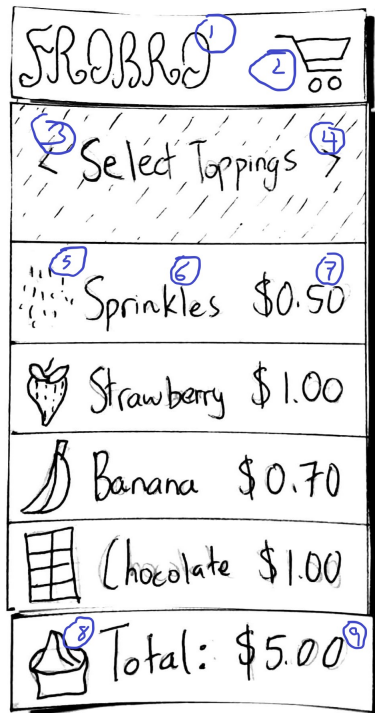 FROBRO 1
2
3 < Select Toppings > 4
5 6 7
Sprinkles $0.50
Strawberry $1.00
Banana $0.70
Chocolate $1.00
8 Total: $5.00 9